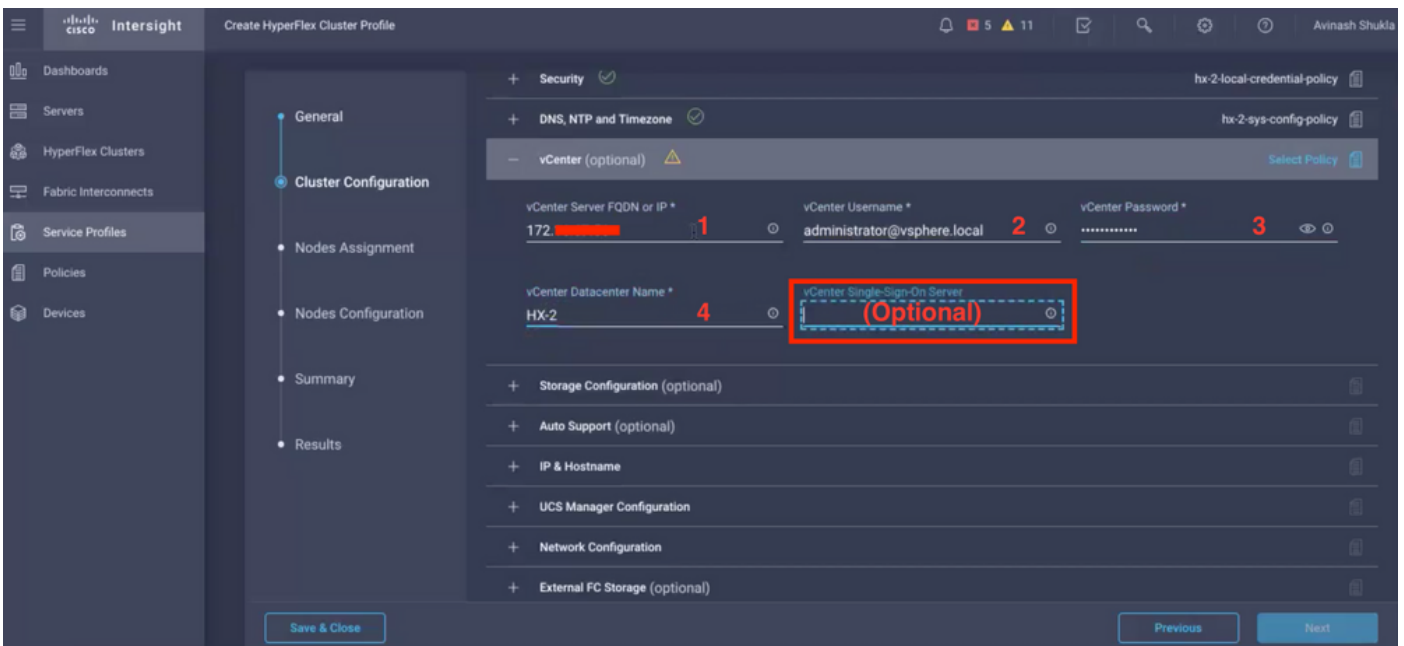 cisco Intersight Create HyperFlex Cluster Profile 5 11 Avinash Shukla
Dashboards
Servers
HyperFlex Clusters
Fabric Interconnects
Service Profiles
Policies
Devices
General
Cluster Configuration
Nodes Assignment
Nodes Configuration
Summary
Results
+ Security hx-2-local-credential-policy
+ DNS, NTP and Timezone hx-2-sys-config-policy
− vCenter (optional) Select Policy
vCenter Server FQDN or IP * vCenter Username * vCenter Password *
172. 1 administrator@vsphere.local 2 ············ 3
vCenter Datacenter Name * vCenter Single-Sign-On Server
HX-2 4 (Optional)
+ Storage Configuration (optional)
+ Auto Support (optional)
+ IP & Hostname
+ UCS Manager Configuration
+ Network Configuration
+ External FC Storage (optional)
Save & Close Previous Next